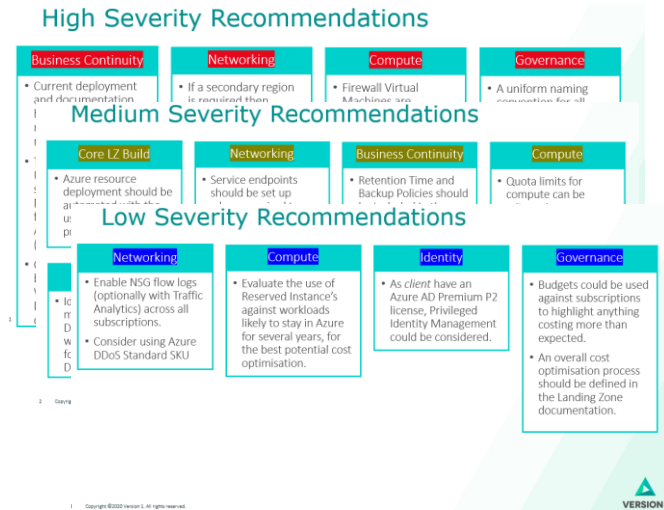 High Severity Recommendations
Business Continuity
Networking
Compute
Governance
• Current deployment
and documentation
• If a secondary region
is required then
• Firewall Virtual
Machines are
• A uniform naming
convention for all
Medium Severity Recommendations
Core LZ Build
Networking
Business Continuity
Compute
• Azure resource
deployment should be
automated with the
• Service endpoints
should be set up
• Retention Time and
Backup Policies should
• Quota limits for
compute can be
Low Severity Recommendations
Networking
Compute
Identity
Governance
• Enable NSG flow logs
(optionally with Traffic
Analytics) across all
subscriptions.
• Consider using Azure
DDoS Standard SKU
• Evaluate the use of
Reserved Instance's
against workloads
likely to stay in Azure
for several years, for
the best potential cost
optimisation.
• As client have an
Azure AD Premium P2
license, Privileged
Identity Management
could be considered.
• Budgets could be used
against subscriptions
to highlight anything
costing more than
expected.
• An overall cost
optimisation process
should be defined in
the Landing Zone
documentation.
1
2
Copyright ©2020 Version 1. All rights reserved.
VERSION